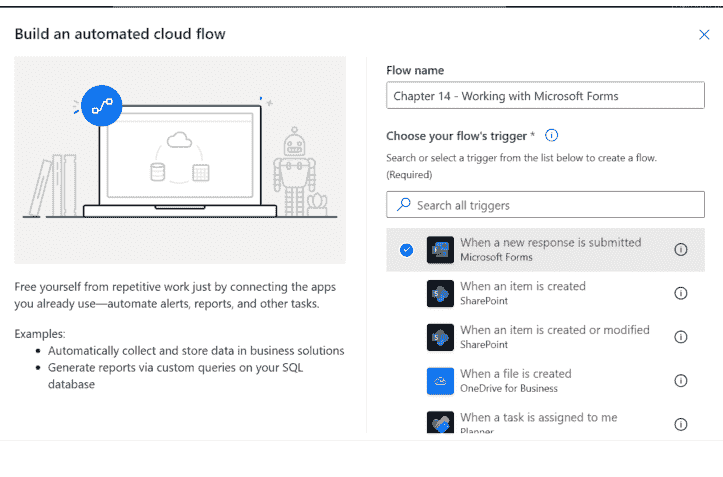 Build an automated cloud flow
Free yourself from repetitive work just by connecting the apps
you already use—automate alerts, reports, and other tasks.
Examples:
• Automatically collect and store data in business solutions
• Generate reports via custom queries on your SQL
database
Flow name
Chapter 14 - Working with Microsoft Forms
Choose your flow's trigger *
Search or select a trigger from the list below to create a flow.
(Required)
Search all triggers
When a new response is submitted
Microsoft Forms
When an item is created
SharePoint
When an item is created or modified
SharePoint
When a file is created
OneDrive for Business
When a task is assigned to me
Planner